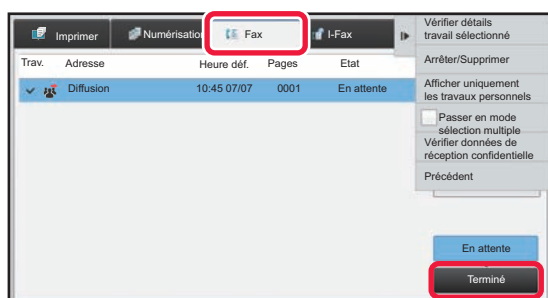 Imprimer
Numérisation
Fax
I-Fax
Trav.
Adresse
Heure déf.
Pages
Etat
Diffusion
10:45 07/07
0001
En attente
Vérifier détails
travail sélectionné
Arrêter/Supprimer
Afficher uniquement
les travaux personnels
Passer en mode
sélection multiple
Vérifier données de
réception confidentielle
Précédent
En attente
Terminé